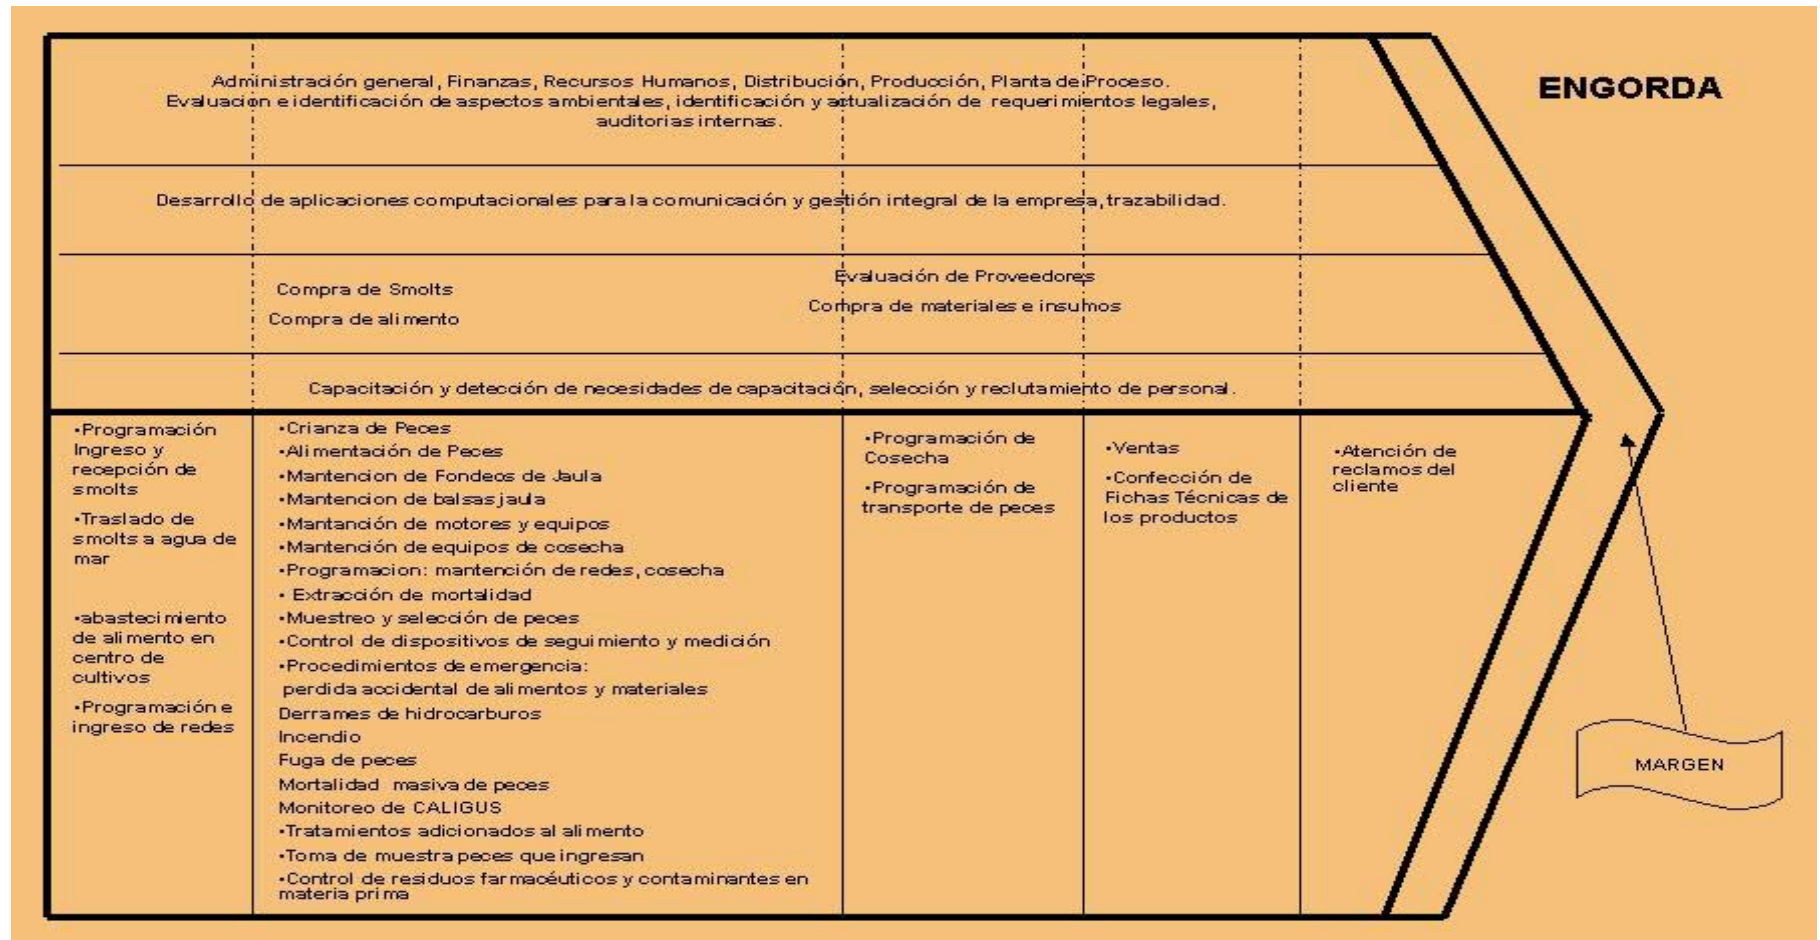 ENGORDA
Administración general, Finanzas, Recursos Humanos, Distribución, Producción, Planta de Proceso.
Evaluación e identificación de aspectos ambientales, identificación y actualización de requerimientos legales,
auditorias internas.
Desarrollo de aplicaciones computacionales para la comunicación y gestión integral de la empresa, trazabilidad.
Compra de Smolts
Compra de alimento
Evaluación de Proveedores
Compra de materiales e insumos
Capacitación y detección de necesidades de capacitación, selección y reclutamiento de personal.
•Programación
Ingreso y
recepción de
smolts
•Traslado de
smolts a agua de
mar
•abastecimiento
de alimento en
centro de
cultivos
•Programación e
ingreso de redes
•Crianza de Peces
•Alimentación de Peces
•Mantencion de Fondeos de Jaula
•Mantencion de balsas jaula
•Mantanción de motores y equipos
•Mantención de equipos de cosecha
•Programacion: mantención de redes, cosecha
• Extracción de mortalidad
•Muestreo y selección de peces
•Control de dispositivos de seguimiento y medición
•Procedimientos de emergencia:
perdida accidental de alimentos y materiales
Derrames de hidrocarburos
Incendio
Fuga de peces
Mortalidad masiva de peces
Monitoreo de CALIGUS
•Tratamientos adicionados al alimento
•Toma de muestra peces que ingresan
•Control de residuos farmacéuticos y contaminantes en
materia prima
•Programación de
Cosecha
•Programación de
transporte de peces
•Ventas
•Confección de
Fichas Técnicas de
los productos
•Atención de
reclamos del
cliente
MARGEN